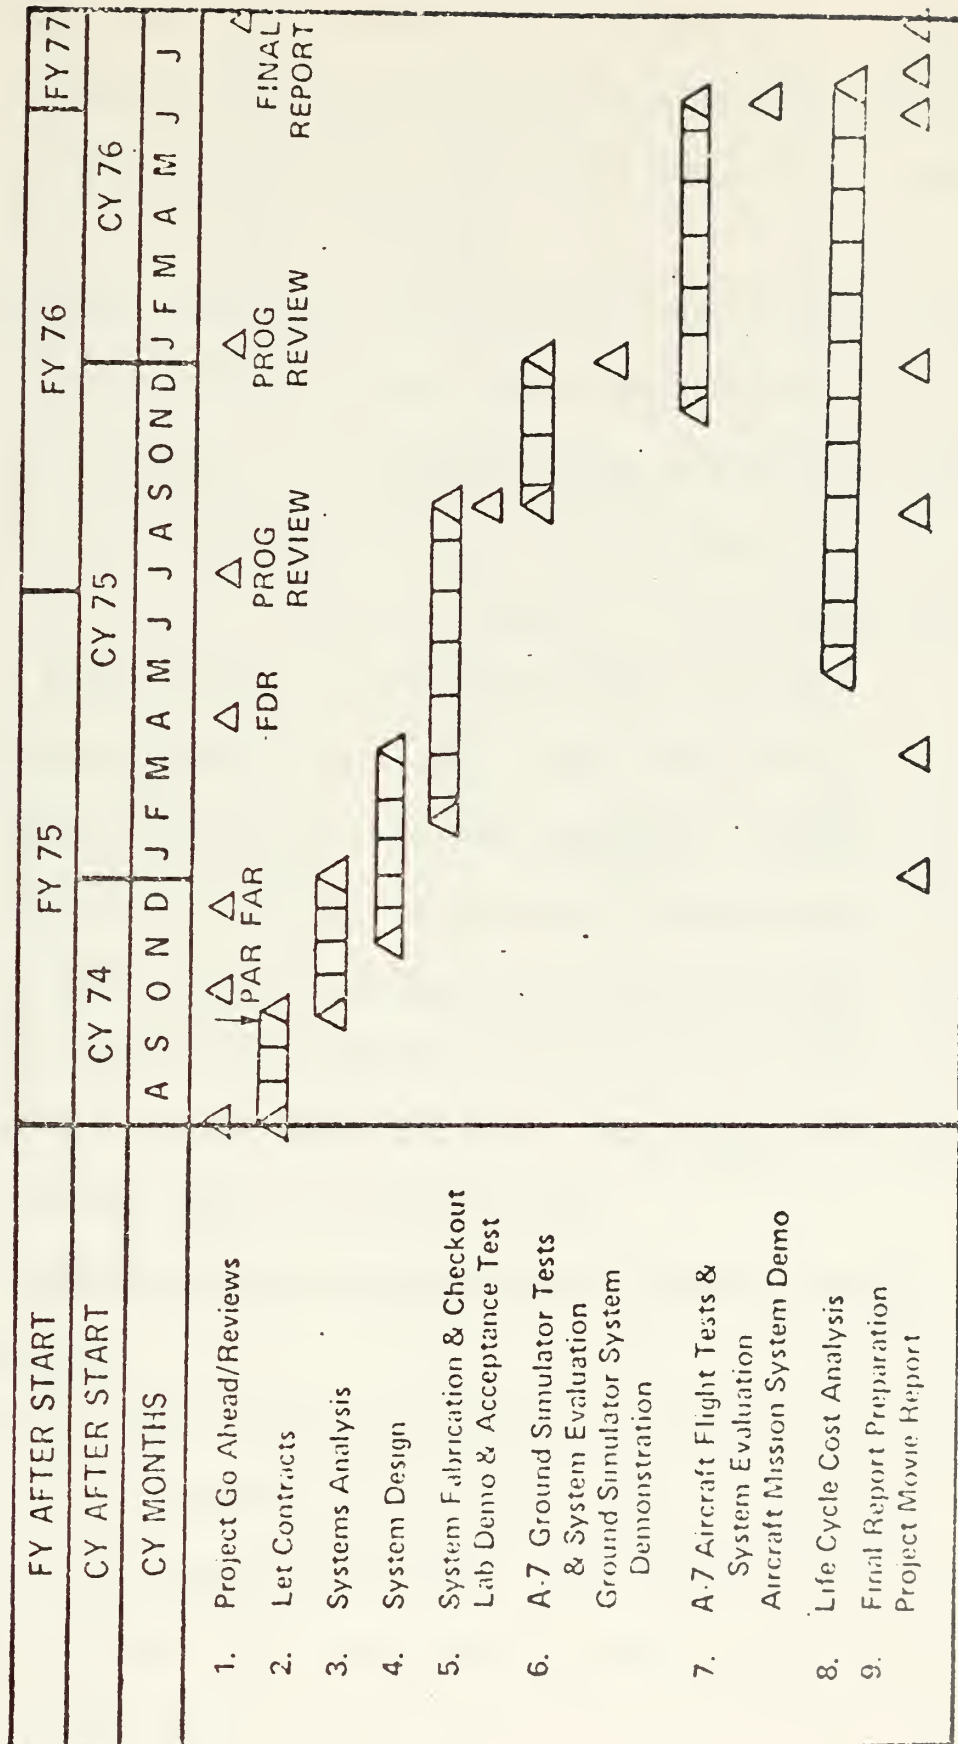 FY AFTER START FY 75 FY 76 FY 77
CY AFTER START CY 74 CY 75 CY 76
CY MONTHS A S O N D J F M A M J J A S O N D J F M A M J J
1. Project Go Ahead/Reviews
PAR FAR FDR PROG REVIEW PROG REVIEW FINAL REPORT
2. Let Contracts
3. Systems Analysis
4. System Design
5. System Fabrication & Checkout
Lab Demo & Acceptance Test
6. A-7 Ground Simulator Tests
& System Evaluation
Ground Simulator System
Demonstration
7. A-7 Aircraft Flight Tests &
System Evaluation
Aircraft Mission System Demo
8. Life Cycle Cost Analysis
9. Final Report Preparation
Project Movie Report